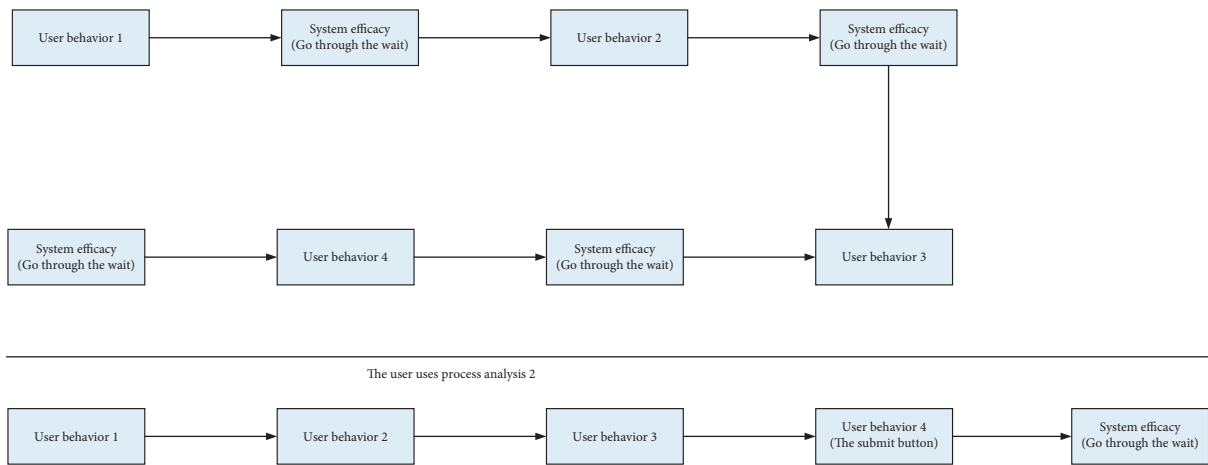 User behavior 1
System efficacy
(Go through the wait)
User behavior 2
System efficacy
(Go through the wait)
System efficacy
(Go through the wait)
User behavior 4
System efficacy
(Go through the wait)
User behavior 3
The user uses process analysis 2
User behavior 1
User behavior 2
User behavior 3
User behavior 4
(The submit button)
System efficacy
(Go through the wait)